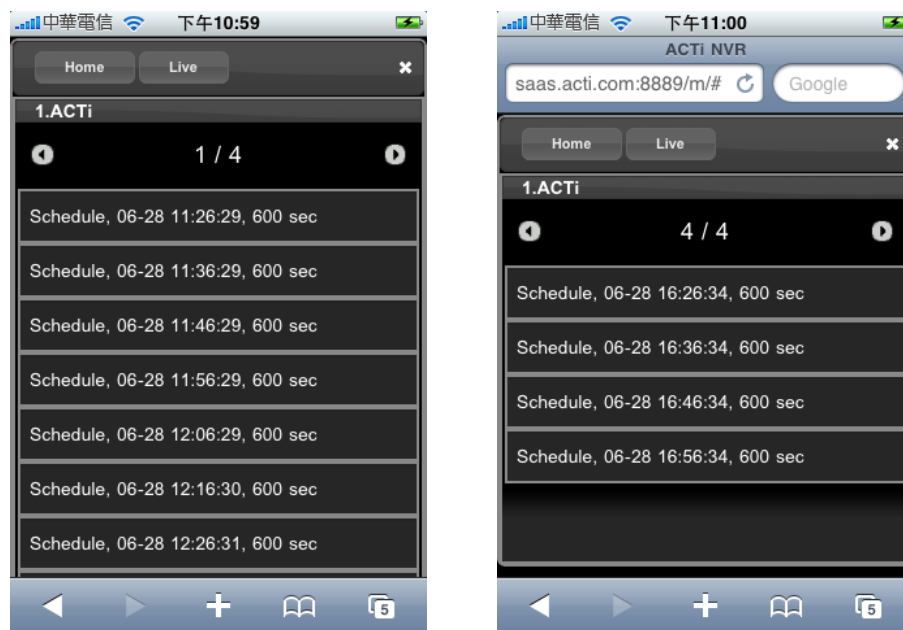 中華電信 下午10:59
Home Live
1.ACTi
1 / 4
Schedule, 06-28 11:26:29, 600 sec
Schedule, 06-28 11:36:29, 600 sec
Schedule, 06-28 11:46:29, 600 sec
Schedule, 06-28 11:56:29, 600 sec
Schedule, 06-28 12:06:29, 600 sec
Schedule, 06-28 12:16:30, 600 sec
Schedule, 06-28 12:26:31, 600 sec
5
中華電信 下午11:00
ACTi NVR
saas.acti.com:8889/m/# Google
Home Live
1.ACTi
4 / 4
Schedule, 06-28 16:26:34, 600 sec
Schedule, 06-28 16:36:34, 600 sec
Schedule, 06-28 16:46:34, 600 sec
Schedule, 06-28 16:56:34, 600 sec
5